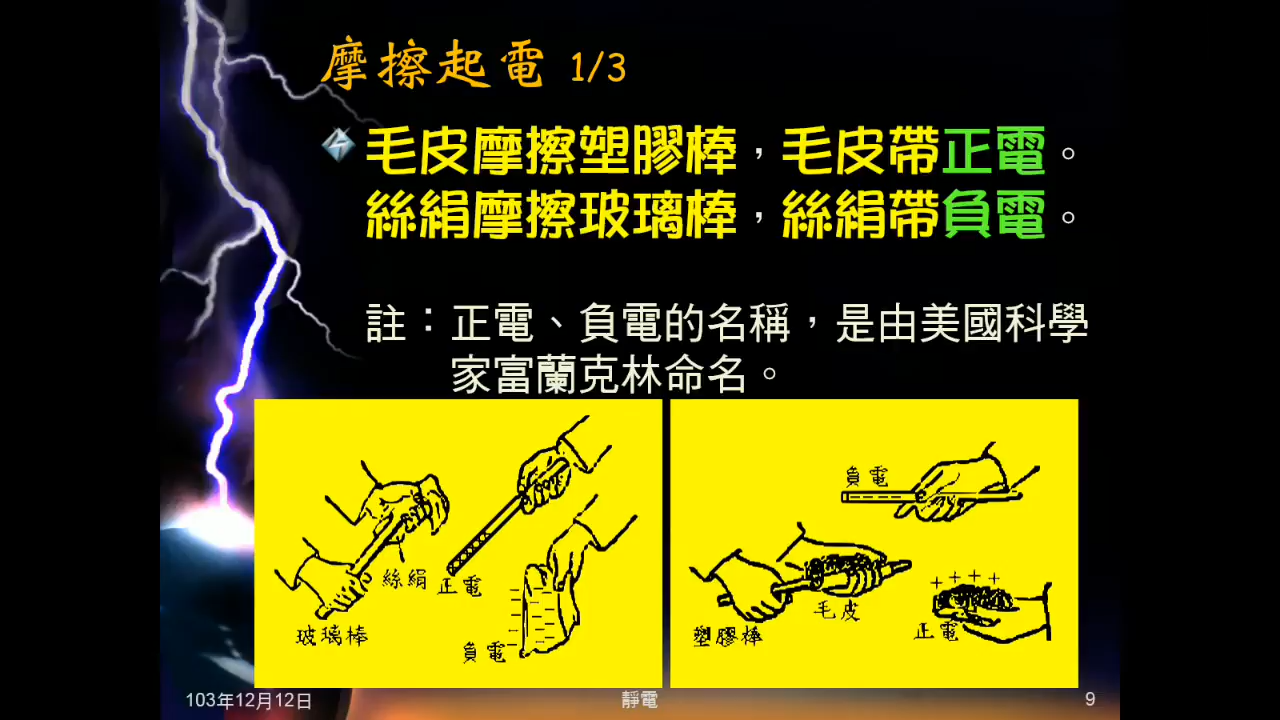 摩擦起電 1/3
毛皮摩擦塑膠棒，毛皮帶正電。
絲絹摩擦玻璃棒，絲絹帶負電。
註：正電、負電的名稱，是由美國科學
家富蘭克林命名。
絲絹
正電
玻璃棒
負電
負電
毛皮
塑膠棒
正電
103年12月12日
靜電
9